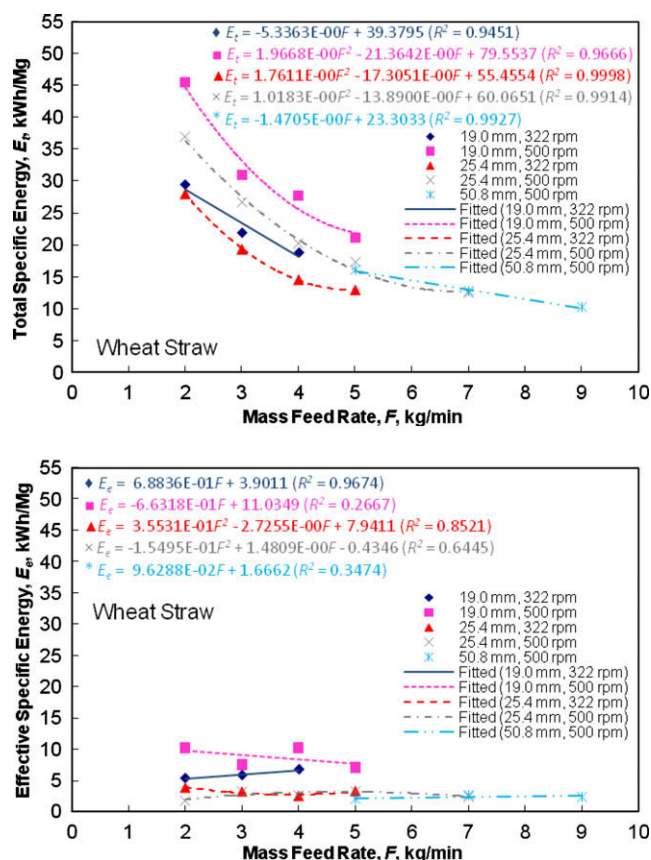 55
50
45
40
35
30
25
20
15
10
5
0
Total Specific Energy, Eₜ, kWh/Mg
Eₜ = -5.3363E-00F + 39.3795 (R² = 0.9451)
Eₜ = 1.9668E-00F² -21.3642E-00F + 79.5537 (R² = 0.9666)
Eₜ = 1.7611E-00F² -17.3051E-00F + 55.4554 (R² = 0.9998)
Eₜ = 1.0183E-00F² -13.8900E-00F + 60.0651 (R² = 0.9914)
Eₜ = -1.4705E-00F + 23.3033 (R² = 0.9927)
19.0 mm, 322 rpm
19.0 mm, 500 rpm
25.4 mm, 322 rpm
25.4 mm, 500 rpm
50.8 mm, 500 rpm
Fitted (19.0 mm, 322 rpm)
Fitted (19.0 mm, 500 rpm)
Fitted (25.4 mm, 322 rpm)
Fitted (25.4 mm, 500 rpm)
Fitted (50.8 mm, 500 rpm)
Wheat Straw
0 1 2 3 4 5 6 7 8 9 10
Mass Feed Rate, F, kg/min
55
50
45
40
35
30
25
20
15
10
5
0
Effective Specific Energy, Eₑ, kWh/Mg
Eₑ = 6.8836E-01F + 3.9011 (R² = 0.9674)
Eₑ = -6.6318E-01F + 11.0349 (R² = 0.2667)
Eₑ = 3.5531E-01F² - 2.7255E-00F + 7.9411 (R² = 0.8521)
Eₑ = -1.5495E-01F² + 1.4809E-00F - 0.4346 (R² = 0.6445)
Eₑ = 9.6288E-02F + 1.6662 (R² = 0.3474)
Wheat Straw
19.0 mm, 322 rpm
19.0 mm, 500 rpm
25.4 mm, 322 rpm
25.4 mm, 500 rpm
50.8 mm, 500 rpm
Fitted (19.0 mm, 322 rpm)
Fitted (19.0 mm, 500 rpm)
Fitted (25.4 mm, 322 rpm)
Fitted (25.4 mm, 500 rpm)
Fitted (50.8 mm, 500 rpm)
0 1 2 3 4 5 6 7 8 9 10
Mass Feed Rate, F, kg/min